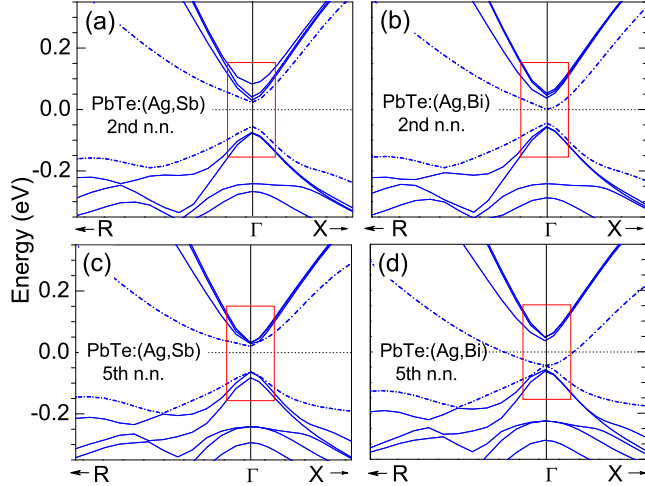 (a)
(b)
0.2
0.0
-0.2
PbTe:(Ag,Sb)
2nd n.n.
PbTe:(Ag,Bi)
2nd n.n.
←R Γ X→
←R Γ X→
Energy (eV)
(c)
(d)
0.2
0.0
-0.2
PbTe:(Ag,Sb)
5th n.n.
PbTe:(Ag,Bi)
5th n.n.
←R Γ X→
←R Γ X→